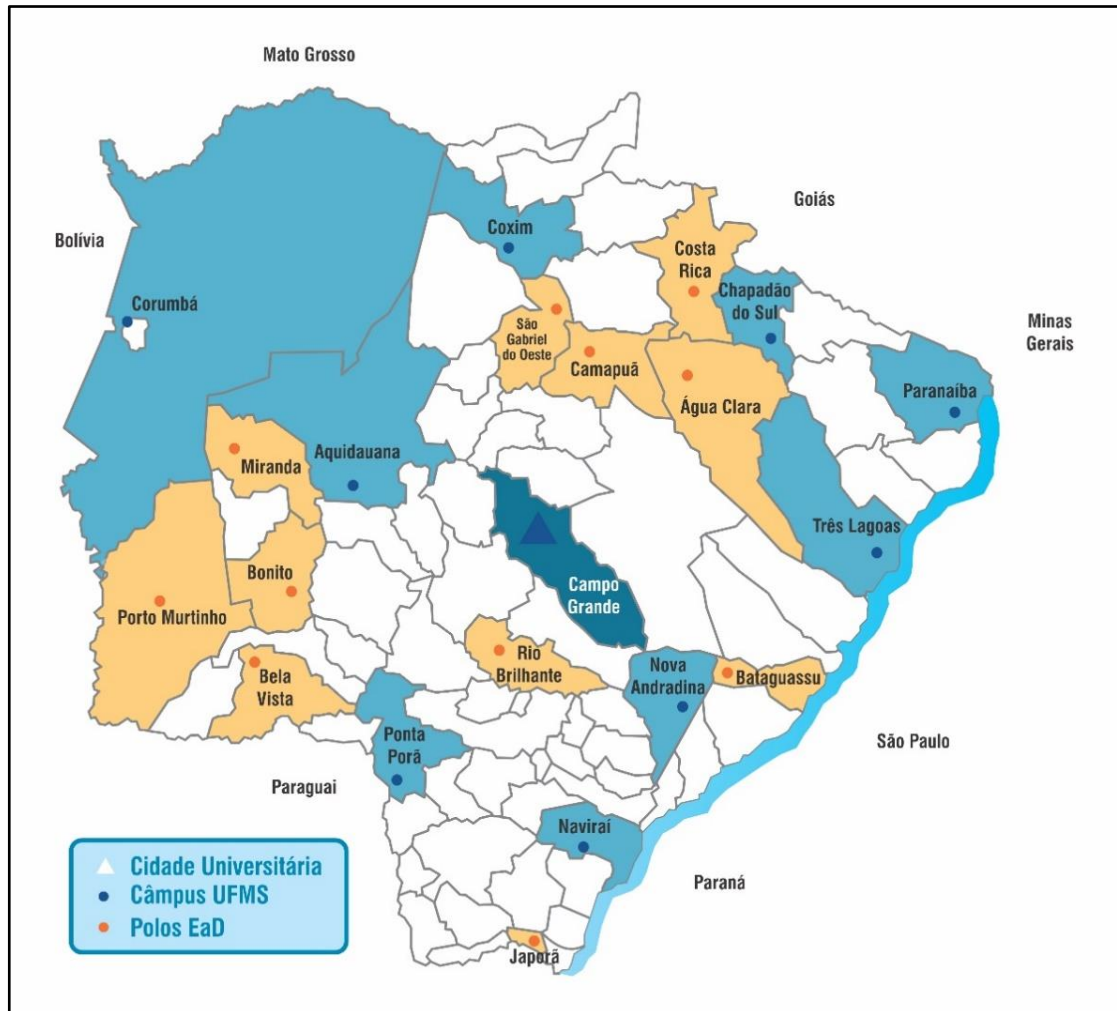 Mato Grosso
Goiás
Bolívia
Coxim
Costa
Rica
Chapadão
do Sul
Corumbá
São
Gabriel
do Oeste
Minas
Gerais
Camapuã
Paranaíba
Água Clara
Miranda
Aquidauana
Três Lagoas
Bonito
Campo
Grande
Porto Murtinho
Rio
Brilhante
Nova
Andradina
Bataguassu
Bela
Vista
Ponta
Porã
São Paulo
Paraguai
Naviraí
Paraná
Cidade Universitária
Câmpus UFMS
Polos EaD
Japorã